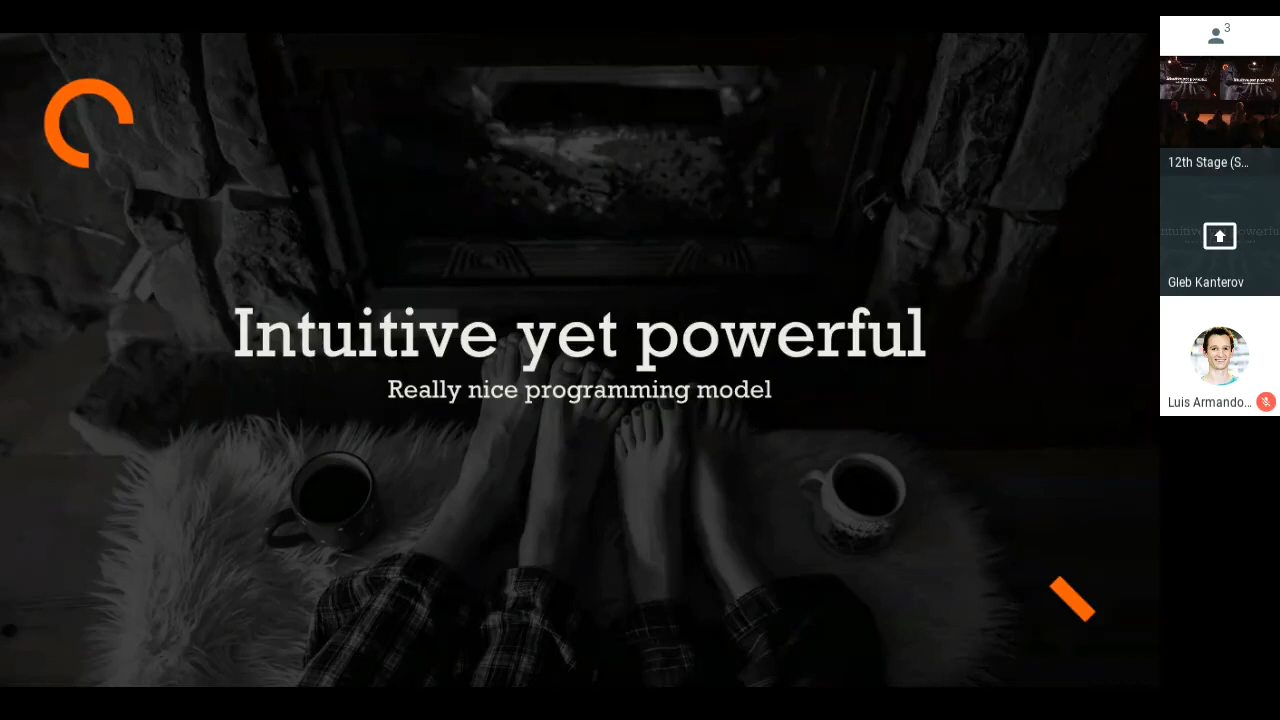 Intuitive yet powerful
Really nice programming model
3
12th Stage (S...
Gleb Kanterov
Luis Armando...